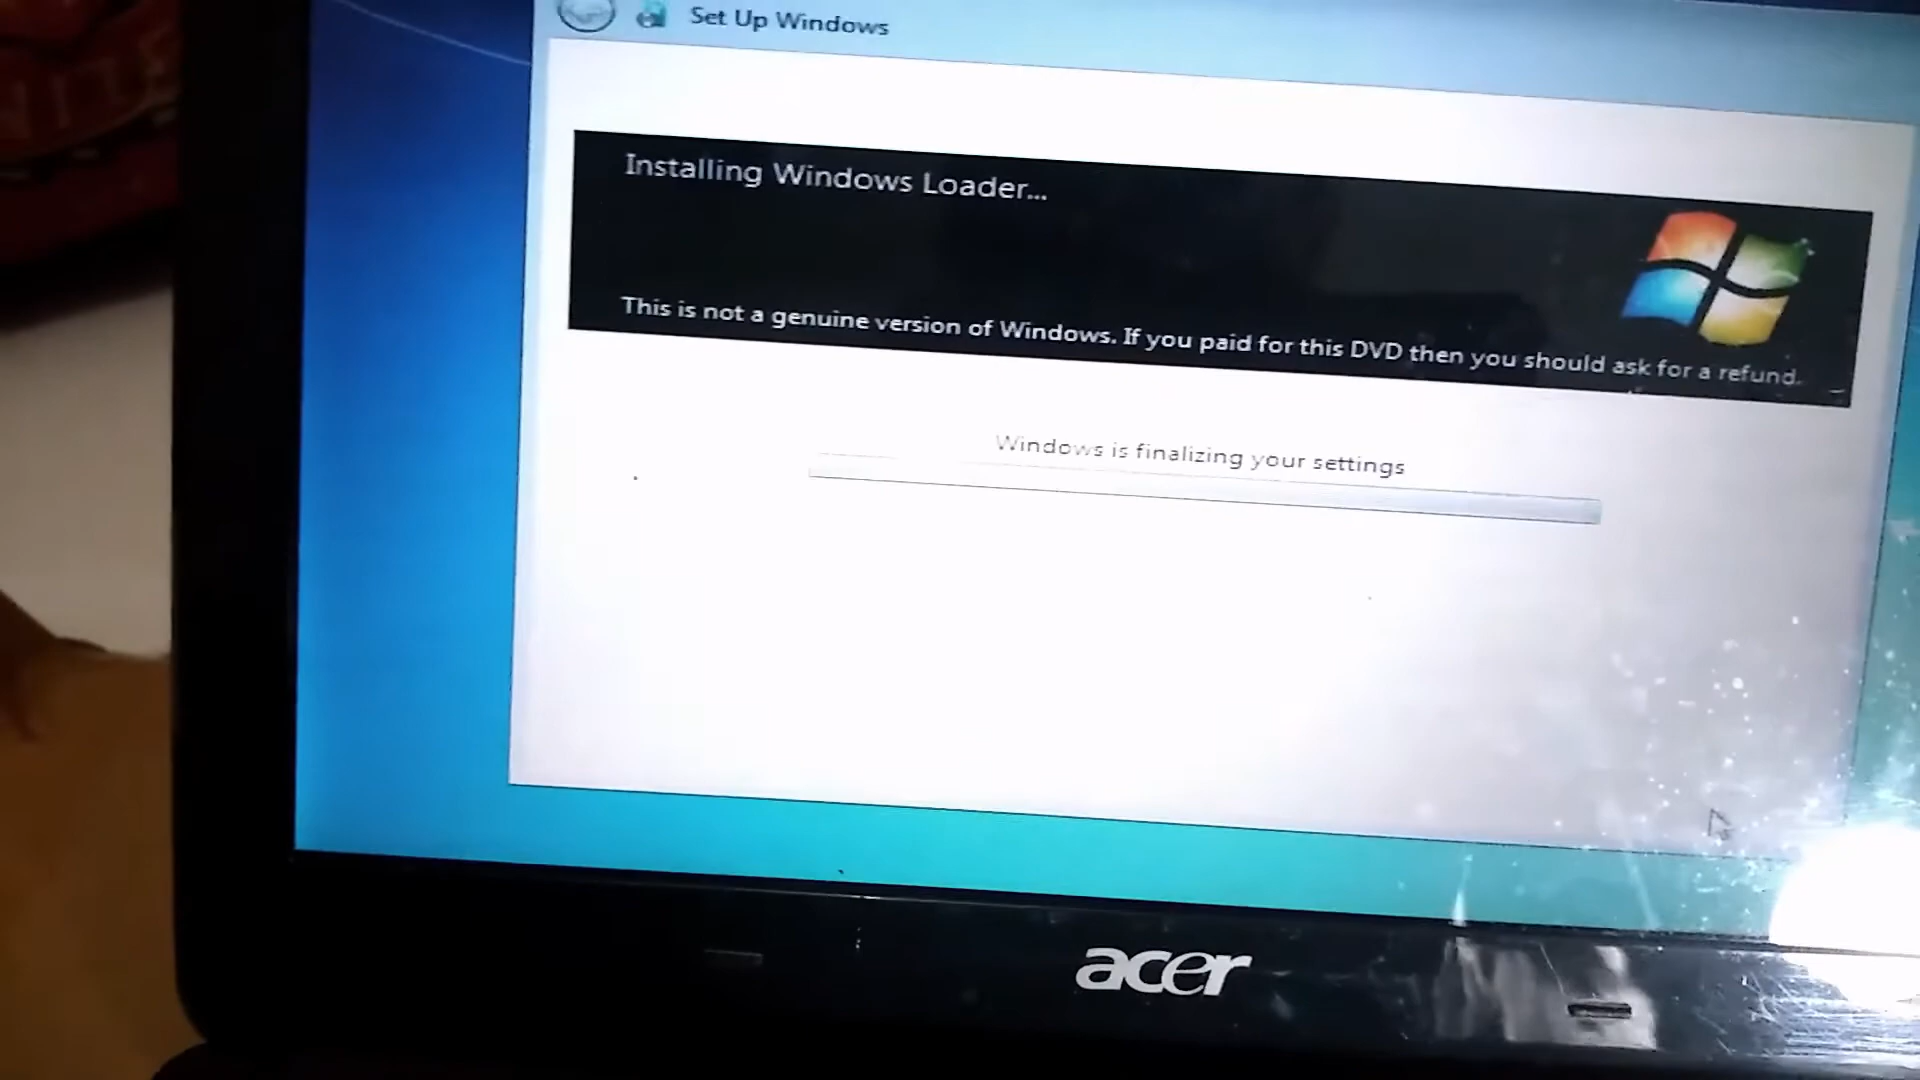 Set Up Windows
Installing Windows Loader...
This is not a genuine version of Windows. If you paid for this DVD then you should ask for a refund.
Windows is finalizing your settings
acer